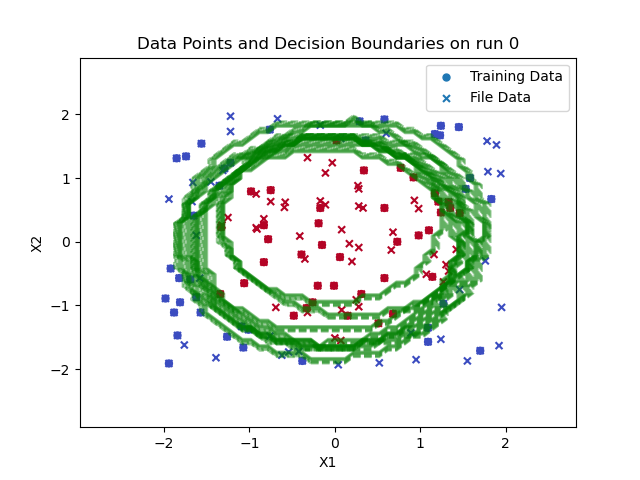 Data Points and Decision Boundaries on run 0
Training Data
File Data
2
1
0
−1
−2
X2
−2
−1
0
1
2
X1